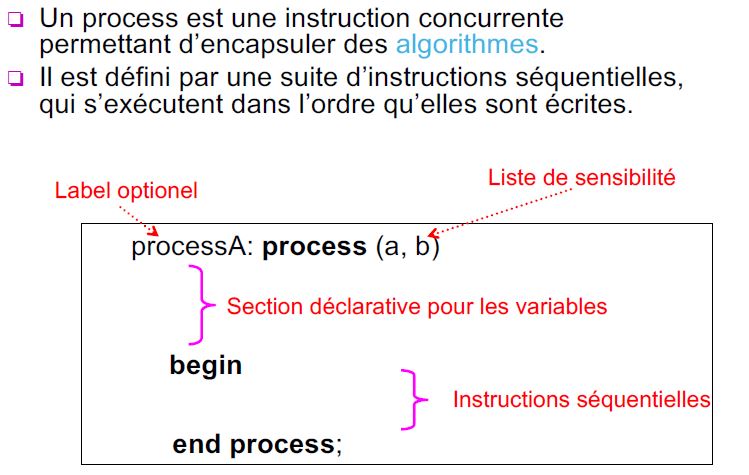 Un process est une instruction concurrente
permettant d'encapsuler des algorithmes.
Il est défini par une suite d'instructions séquentielles,
qui s'exécutent dans l'ordre qu'elles sont écrites.
Label optionel
Liste de sensibilité
processA: process (a, b)
Section déclarative pour les variables
begin
Instructions séquentielles
end process;